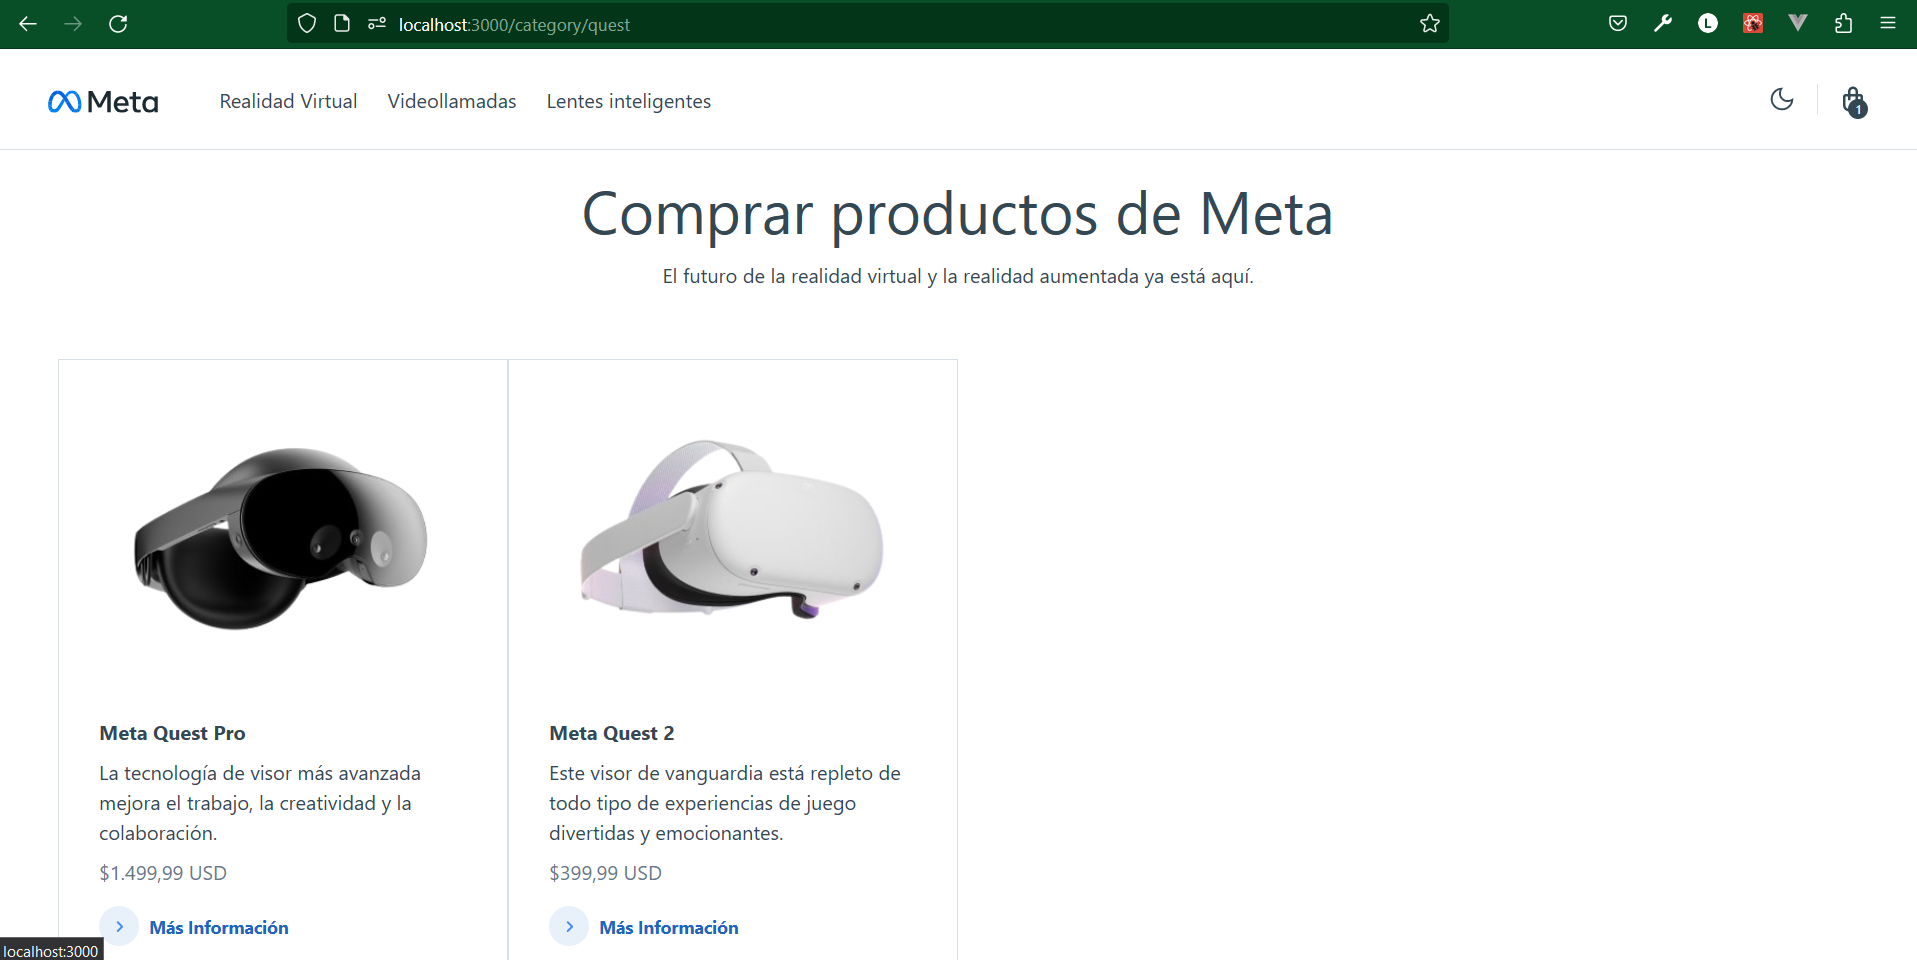 localhost:3000/category/quest
L
Meta
Realidad Virtual
Videollamadas
Lentes inteligentes
1
Comprar productos de Meta
El futuro de la realidad virtual y la realidad aumentada ya está aquí.
Meta Quest Pro
La tecnología de visor más avanzada
mejora el trabajo, la creatividad y la
colaboración.
$1.499,99 USD
Más Información
Meta Quest 2
Este visor de vanguardia está repleto de
todo tipo de experiencias de juego
divertidas y emocionantes.
$399,99 USD
Más Información
localhost:3000